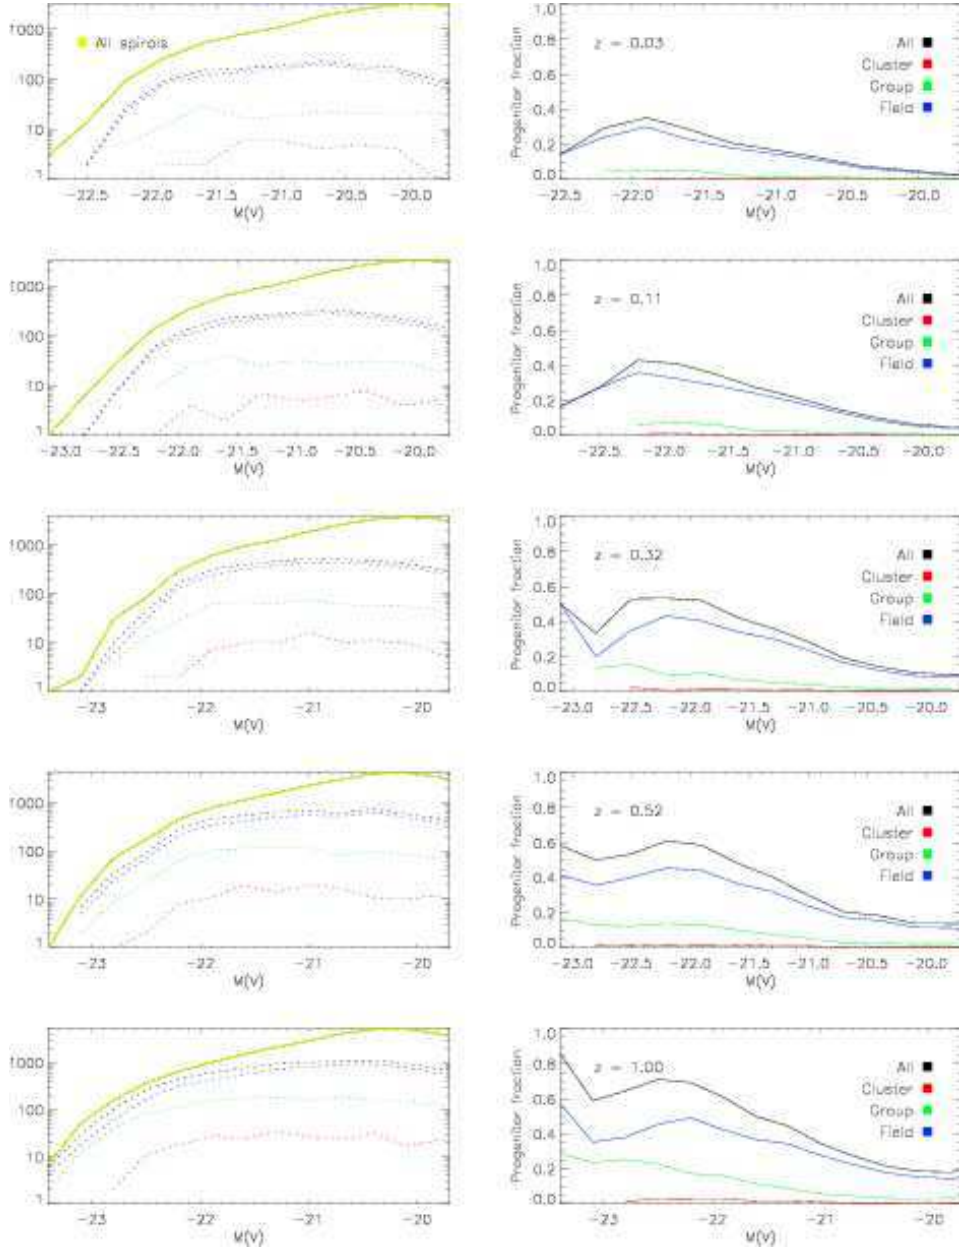 1000
100
10
1
All spirals
-22.5 -22.0 -21.5 -21.0 -20.5 -20.0
M(V)
Progenitor fraction
1.0
0.8
0.6
0.4
0.2
0.0
z = 0.03
All
Cluster
Group
Field
-22.5 -22.0 -21.5 -21.0 -20.5 -20.0
M(V)
1000
100
10
1
-23.0 -22.5 -22.0 -21.5 -21.0 -20.5 -20.0
M(V)
Progenitor fraction
1.0
0.8
0.6
0.4
0.2
0.0
z = 0.11
All
Cluster
Group
Field
-22.5 -22.0 -21.5 -21.0 -20.5 -20.0
M(V)
1000
100
10
1
-23 -22 -21 -20
M(V)
Progenitor fraction
1.0
0.8
0.6
0.4
0.2
0.0
z = 0.32
All
Cluster
Group
Field
-23.0 -22.5 -22.0 -21.5 -21.0 -20.5 -20.0
M(V)
1000
100
10
1
-23 -22 -21 -20
M(V)
Progenitor fraction
1.0
0.8
0.6
0.4
0.2
0.0
z = 0.52
All
Cluster
Group
Field
-23.0 -22.5 -22.0 -21.5 -21.0 -20.5 -20.0
M(V)
1000
100
10
1
-23 -22 -21 -20
M(V)
Progenitor fraction
1.0
0.8
0.6
0.4
0.2
0.0
z = 1.00
All
Cluster
Group
Field
-23 -22 -21 -20
M(V)